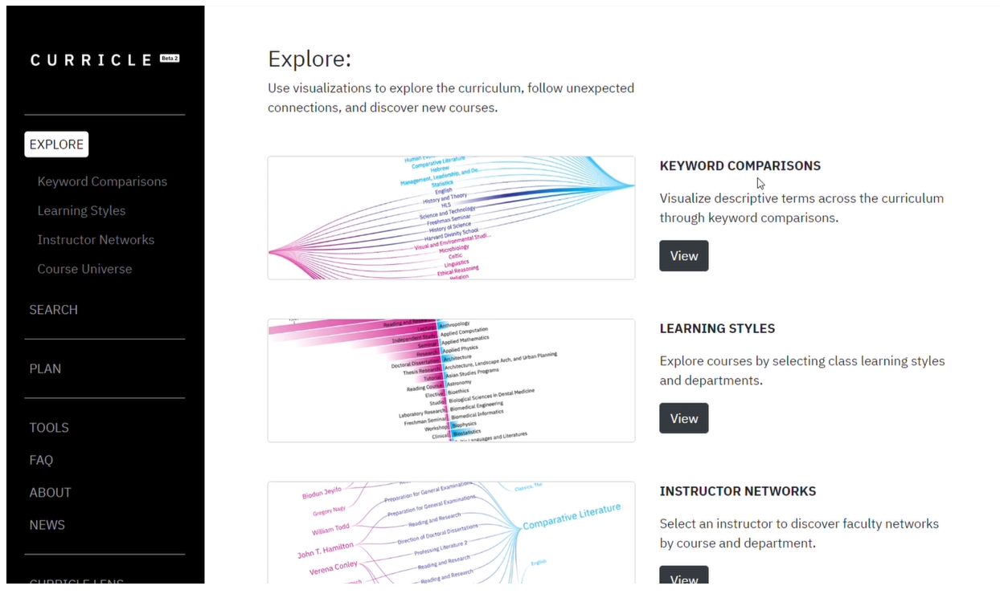 CURRICLE Beta 2
EXPLORE
Keyword Comparisons
Learning Styles
Instructor Networks
Course Universe
SEARCH
PLAN
TOOLS
FAQ
ABOUT
NEWS
CURRICLE LENS
Explore:
Use visualizations to explore the curriculum, follow unexpected
connections, and discover new courses.
Comparative Literature
Hebrew
Management, Leadership, and De...
Statistics
English
History and Theory
HLS
Science and Technology
Freshman Seminar
History of Science
Harvard Divinity School
Visual and Environmental Studi...
Microbiology
Celtic
Linguistics
Ethical Reasoning
Religion
KEYWORD COMPARISONS
Visualize descriptive terms across the curriculum
through keyword comparisons.
View
Reading and Research
Lecture Anthropology
Independent Study Applied Computation
Seminar Applied Mathematics
Research Applied Physics
Doctoral Dissertation Architecture
Thesis Research Architecture, Landscape Arch, and Urban Planning
Tutorial Asian Studies Programs
Reading Course Astronomy
Elective Bioethics
Studio Biological Sciences in Dental Medicine
Laboratory Research Biomedical Engineering
Freshman Seminar Biomedical Informatics
Workshop Biophysics
Clinical Biostatistics
Languages and Literatures
LEARNING STYLES
Explore courses by selecting class learning styles
and departments.
View
Biodun Jeyifo
Gregory Nagy
William Todd
John T. Hamilton
Verena Conley
Preparation for General Examinations
Preparation for General Examinations
Reading and Research
Direction of Doctoral Dissertations
Professing Literature 2
Reading and Research
Reading and Research
Classics, The
Comparative Literature
English
INSTRUCTOR NETWORKS
Select an instructor to discover faculty networks
by course and department.
View